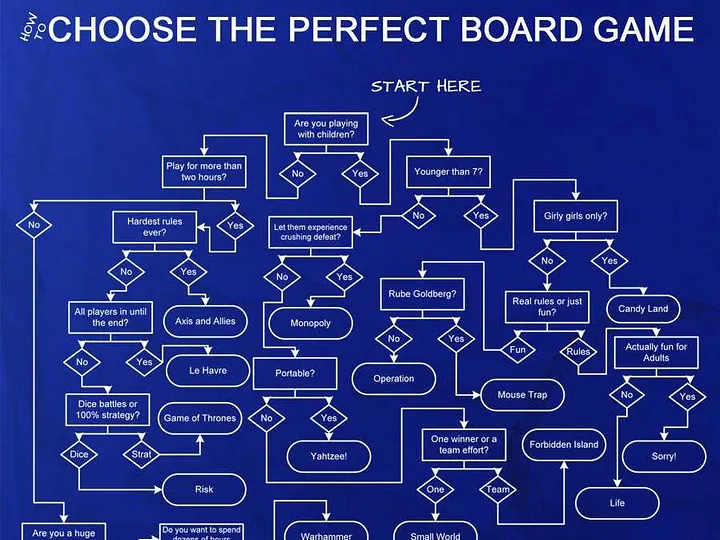 HOW TO
CHOOSE THE PERFECT BOARD GAME
START HERE
Are you playing
with children?
No
Yes
Play for more than
two hours?
Younger than 7?
No
Yes
Hardest rules
ever?
Yes
Let them experience
crushing defeat?
No
Yes
Girly girls only?
No
Yes
No
Yes
No
Yes
Rube Goldberg?
Real rules or just
fun?
Candy Land
All players in until
the end?
Axis and Allies
Monopoly
No
Yes
Fun
Rules
Actually fun for
Adults
No
Yes
Le Havre
Portable?
Operation
Mouse Trap
No
Yes
Dice battles or
100% strategy?
Game of Thrones
No
Yes
One winner or a
team effort?
Forbidden Island
Dice
Strat
Yahtzee!
Sorry!
Risk
One
Team
Life
Are you a huge
Do you want to spend
dozens of hours
Warhammer
Small World